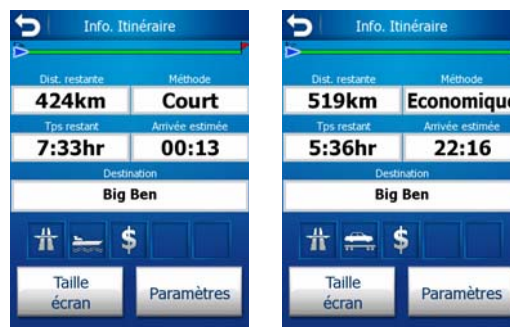 Info. Itinéraire
Dist. restante Méthode
424km Court
Tps restant Arrivée estimée
7:33hr 00:13
Destination
Big Ben
$
Taille écran
Paramètres
Info. Itinéraire
Dist. restante Méthode
519km Economique
Tps restant Arrivée estimée
5:36hr 22:16
Destination
Big Ben
$
Taille écran
Paramètres